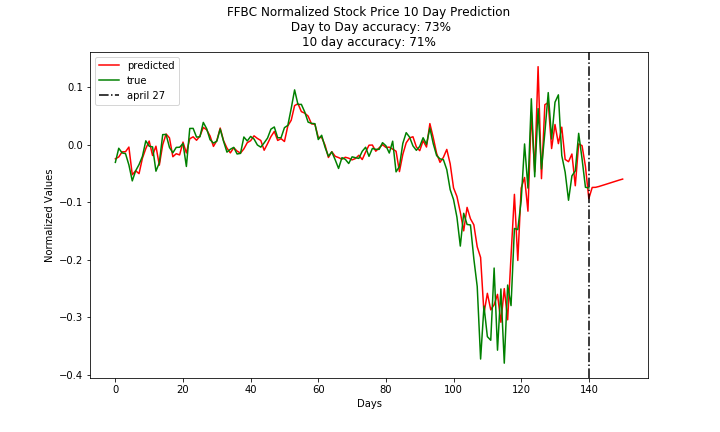 FFBC Normalized Stock Price 10 Day Prediction
Day to Day accuracy: 73%
10 day accuracy: 71%
predicted
true
april 27
Normalized Values
0.1
0.0
−0.1
−0.2
−0.3
−0.4
0 20 40 60 80 100 120 140
Days